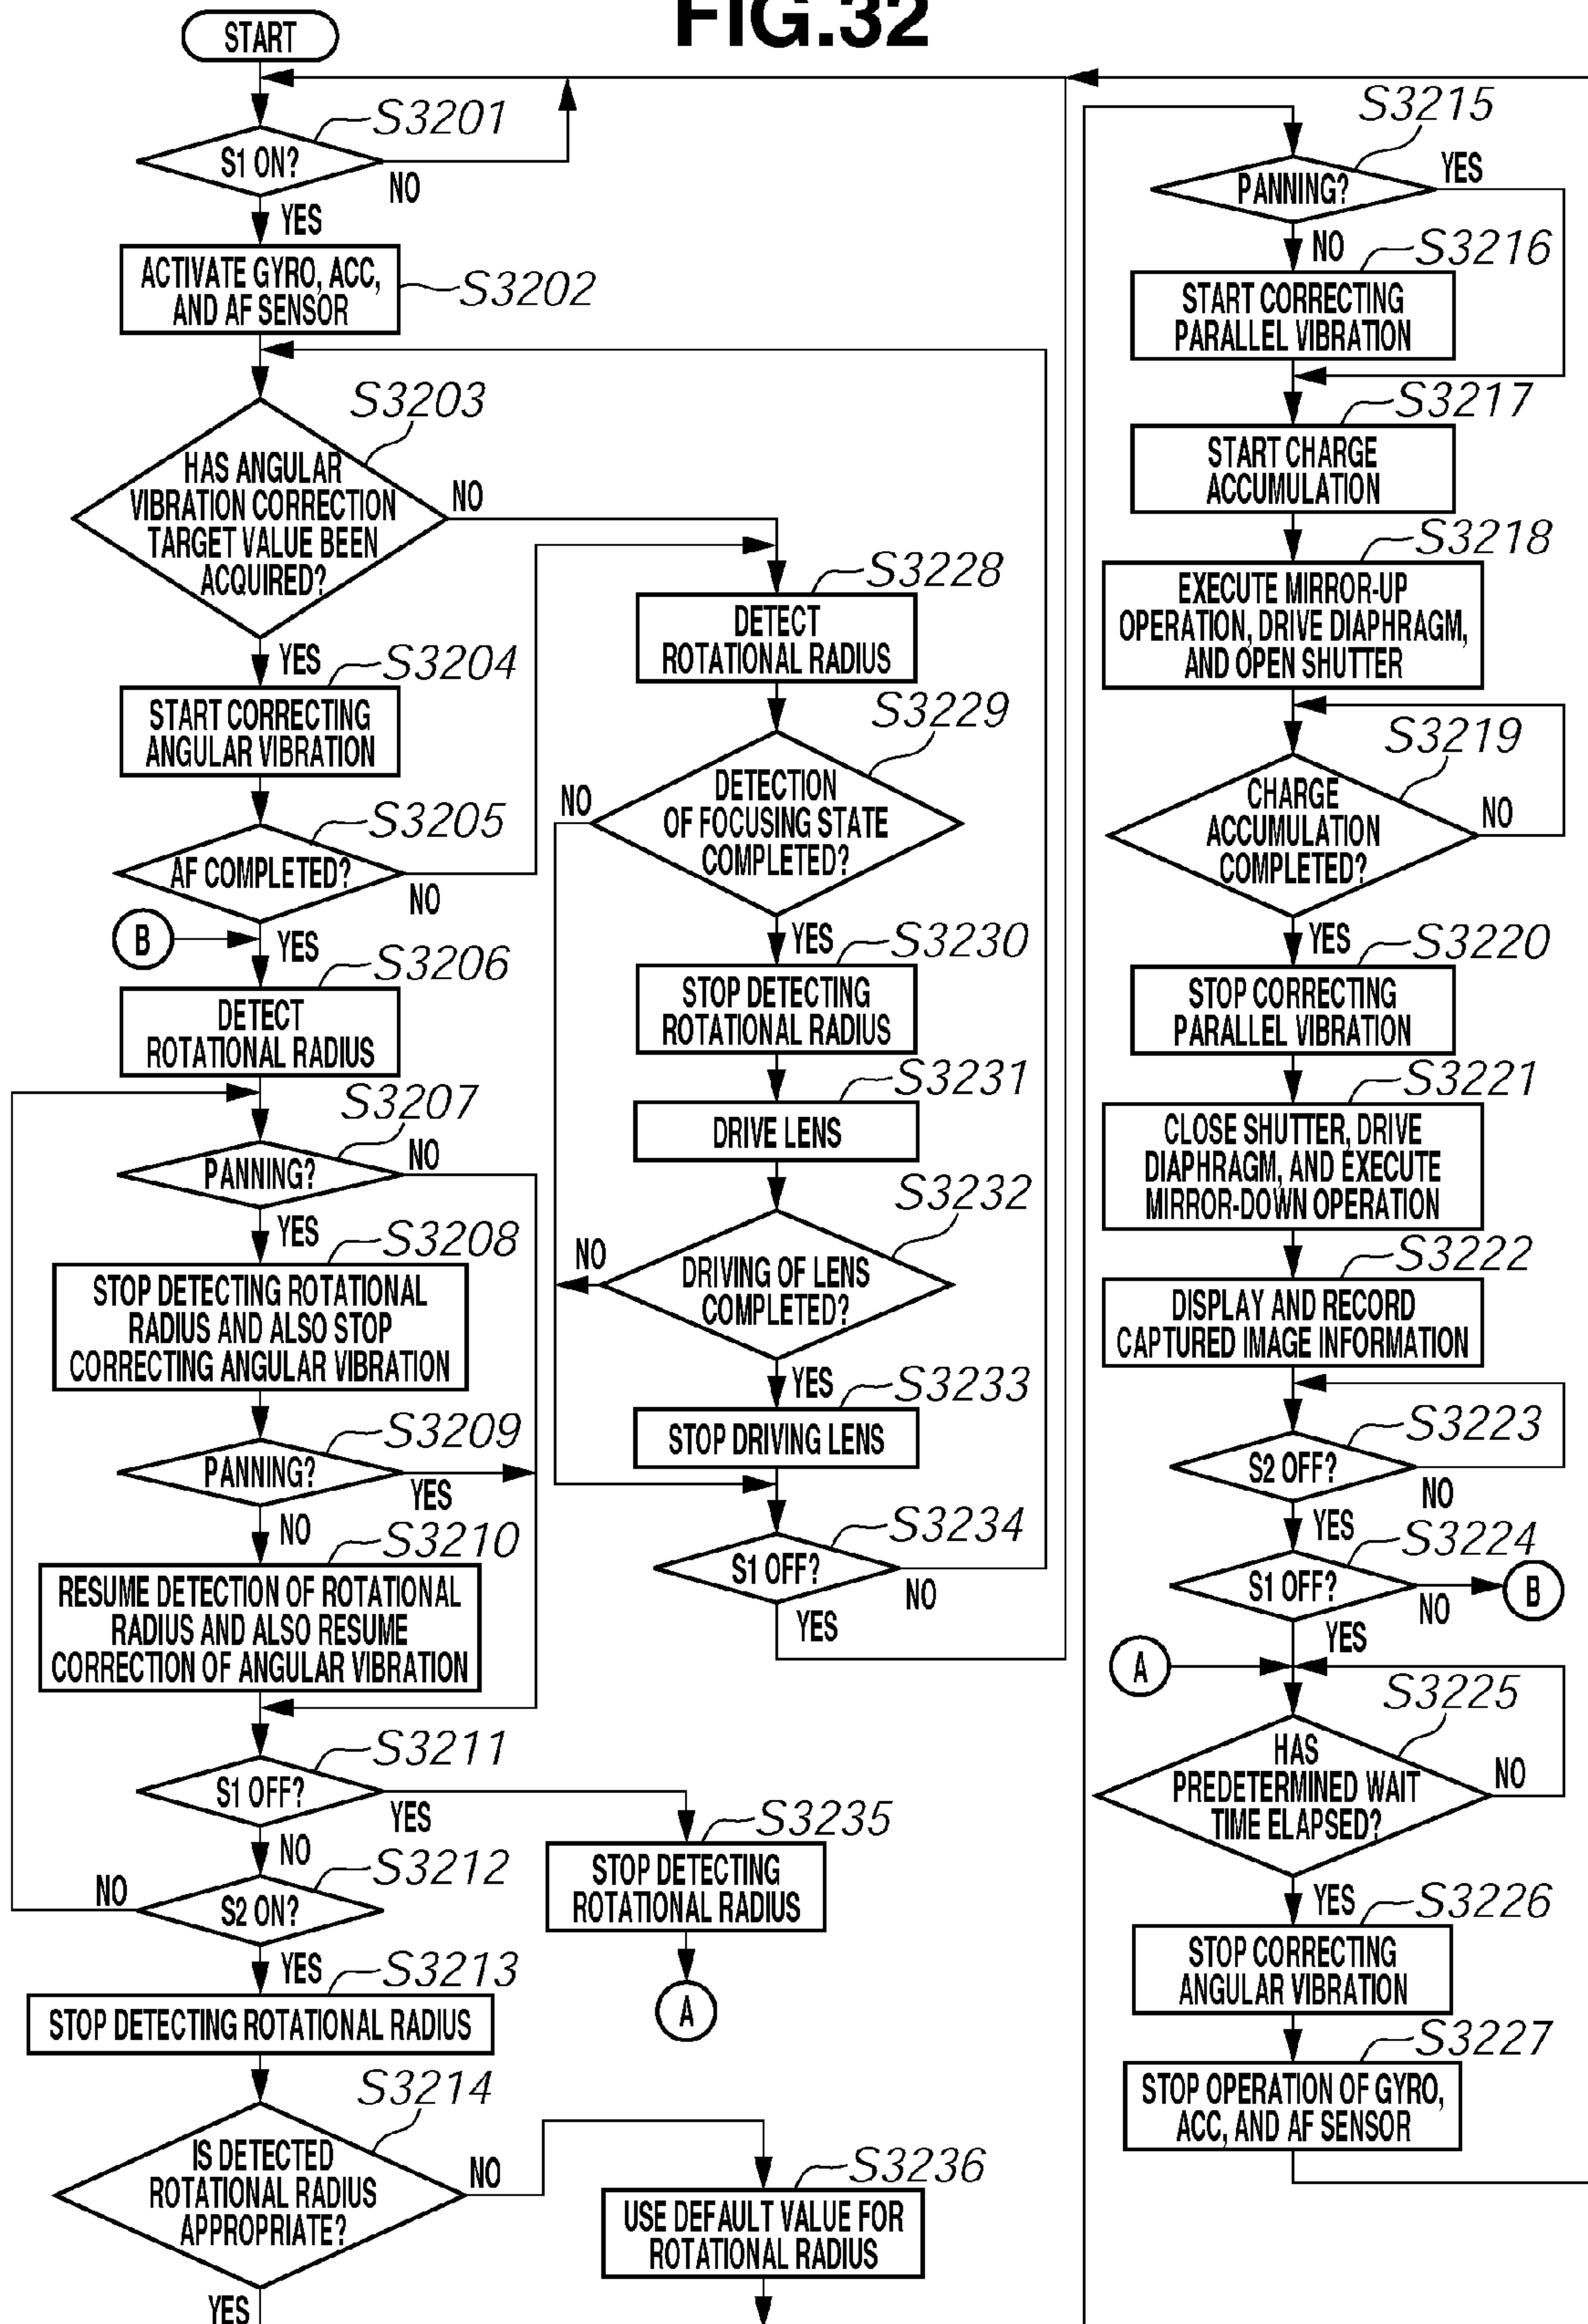 FIG.32
START
S3201
S1 ON?
NO
YES
ACTIVATE GYRO, ACC,
AND AF SENSOR
S3202
S3203
HAS ANGULAR
VIBRATION CORRECTION
TARGET VALUE BEEN
ACQUIRED?
NO
YES
S3204
START CORRECTING
ANGULAR VIBRATION
S3205
AF COMPLETED?
NO
B
YES
S3206
DETECT
ROTATIONAL RADIUS
S3207
PANNING?
NO
YES
S3208
STOP DETECTING ROTATIONAL
RADIUS AND ALSO STOP
CORRECTING ANGULAR VIBRATION
S3209
PANNING?
YES
NO
S3210
RESUME DETECTION OF ROTATIONAL
RADIUS AND ALSO RESUME
CORRECTION OF ANGULAR VIBRATION
S3211
S1 OFF?
YES
NO
S3212
NO
S2 ON?
YES
S3213
STOP DETECTING ROTATIONAL RADIUS
S3214
IS DETECTED
ROTATIONAL RADIUS
APPROPRIATE?
NO
YES
S3228
DETECT
ROTATIONAL RADIUS
S3229
NO
DETECTION
OF FOCUSING STATE
COMPLETED?
YES
S3230
STOP DETECTING
ROTATIONAL RADIUS
S3231
DRIVE LENS
S3232
NO
DRIVING OF LENS
COMPLETED?
YES
S3233
STOP DRIVING LENS
S3234
S1 OFF?
NO
YES
S3235
STOP DETECTING
ROTATIONAL RADIUS
A
S3236
USE DEFAULT VALUE FOR
ROTATIONAL RADIUS
S3215
PANNING?
YES
NO
S3216
START CORRECTING
PARALLEL VIBRATION
S3217
START CHARGE
ACCUMULATION
S3218
EXECUTE MIRROR-UP
OPERATION, DRIVE DIAPHRAGM,
AND OPEN SHUTTER
S3219
CHARGE
ACCUMULATION
COMPLETED?
NO
YES
S3220
STOP CORRECTING
PARALLEL VIBRATION
S3221
CLOSE SHUTTER, DRIVE
DIAPHRAGM, AND EXECUTE
MIRROR-DOWN OPERATION
S3222
DISPLAY AND RECORD
CAPTURED IMAGE INFORMATION
S3223
S2 OFF?
NO
YES
S3224
S1 OFF?
NO
B
YES
A
S3225
HAS
PREDETERMINED WAIT
TIME ELAPSED?
NO
YES
S3226
STOP CORRECTING
ANGULAR VIBRATION
S3227
STOP OPERATION OF GYRO,
ACC, AND AF SENSOR